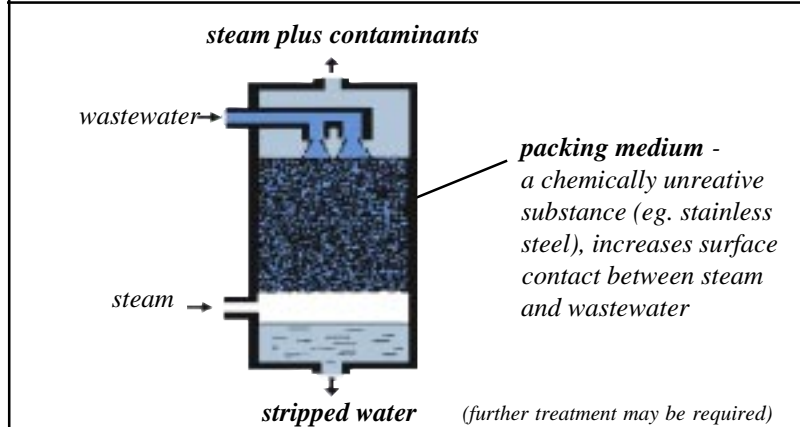 steam plus contaminants
wastewater
packing medium -
a chemically unreative
substance (eg. stainless
steel), increases surface
contact between steam
and wastewater
steam
stripped water (further treatment may be required)